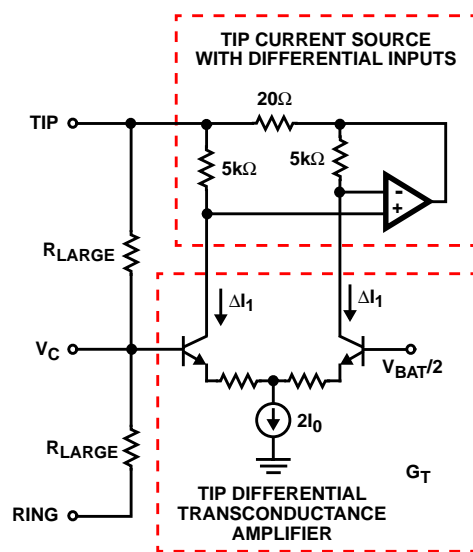 TIP CURRENT SOURCE
WITH DIFFERENTIAL INPUTS
20Ω
TIP
5kΩ
5kΩ
-
+
RLARGE
ΔI1
ΔI1
VC
VBAT/2
2I0
RLARGE
GT
RING
TIP DIFFERENTIAL
TRANSCONDUCTANCE
AMPLIFIER